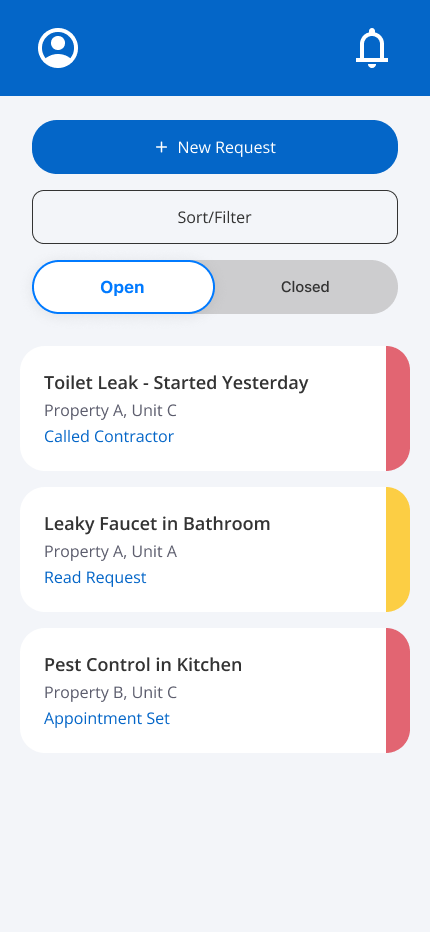 + New Request
Sort/Filter
Open
Closed
Toilet Leak - Started Yesterday
Property A, Unit C
Called Contractor
Leaky Faucet in Bathroom
Property A, Unit A
Read Request
Pest Control in Kitchen
Property B, Unit C
Appointment Set